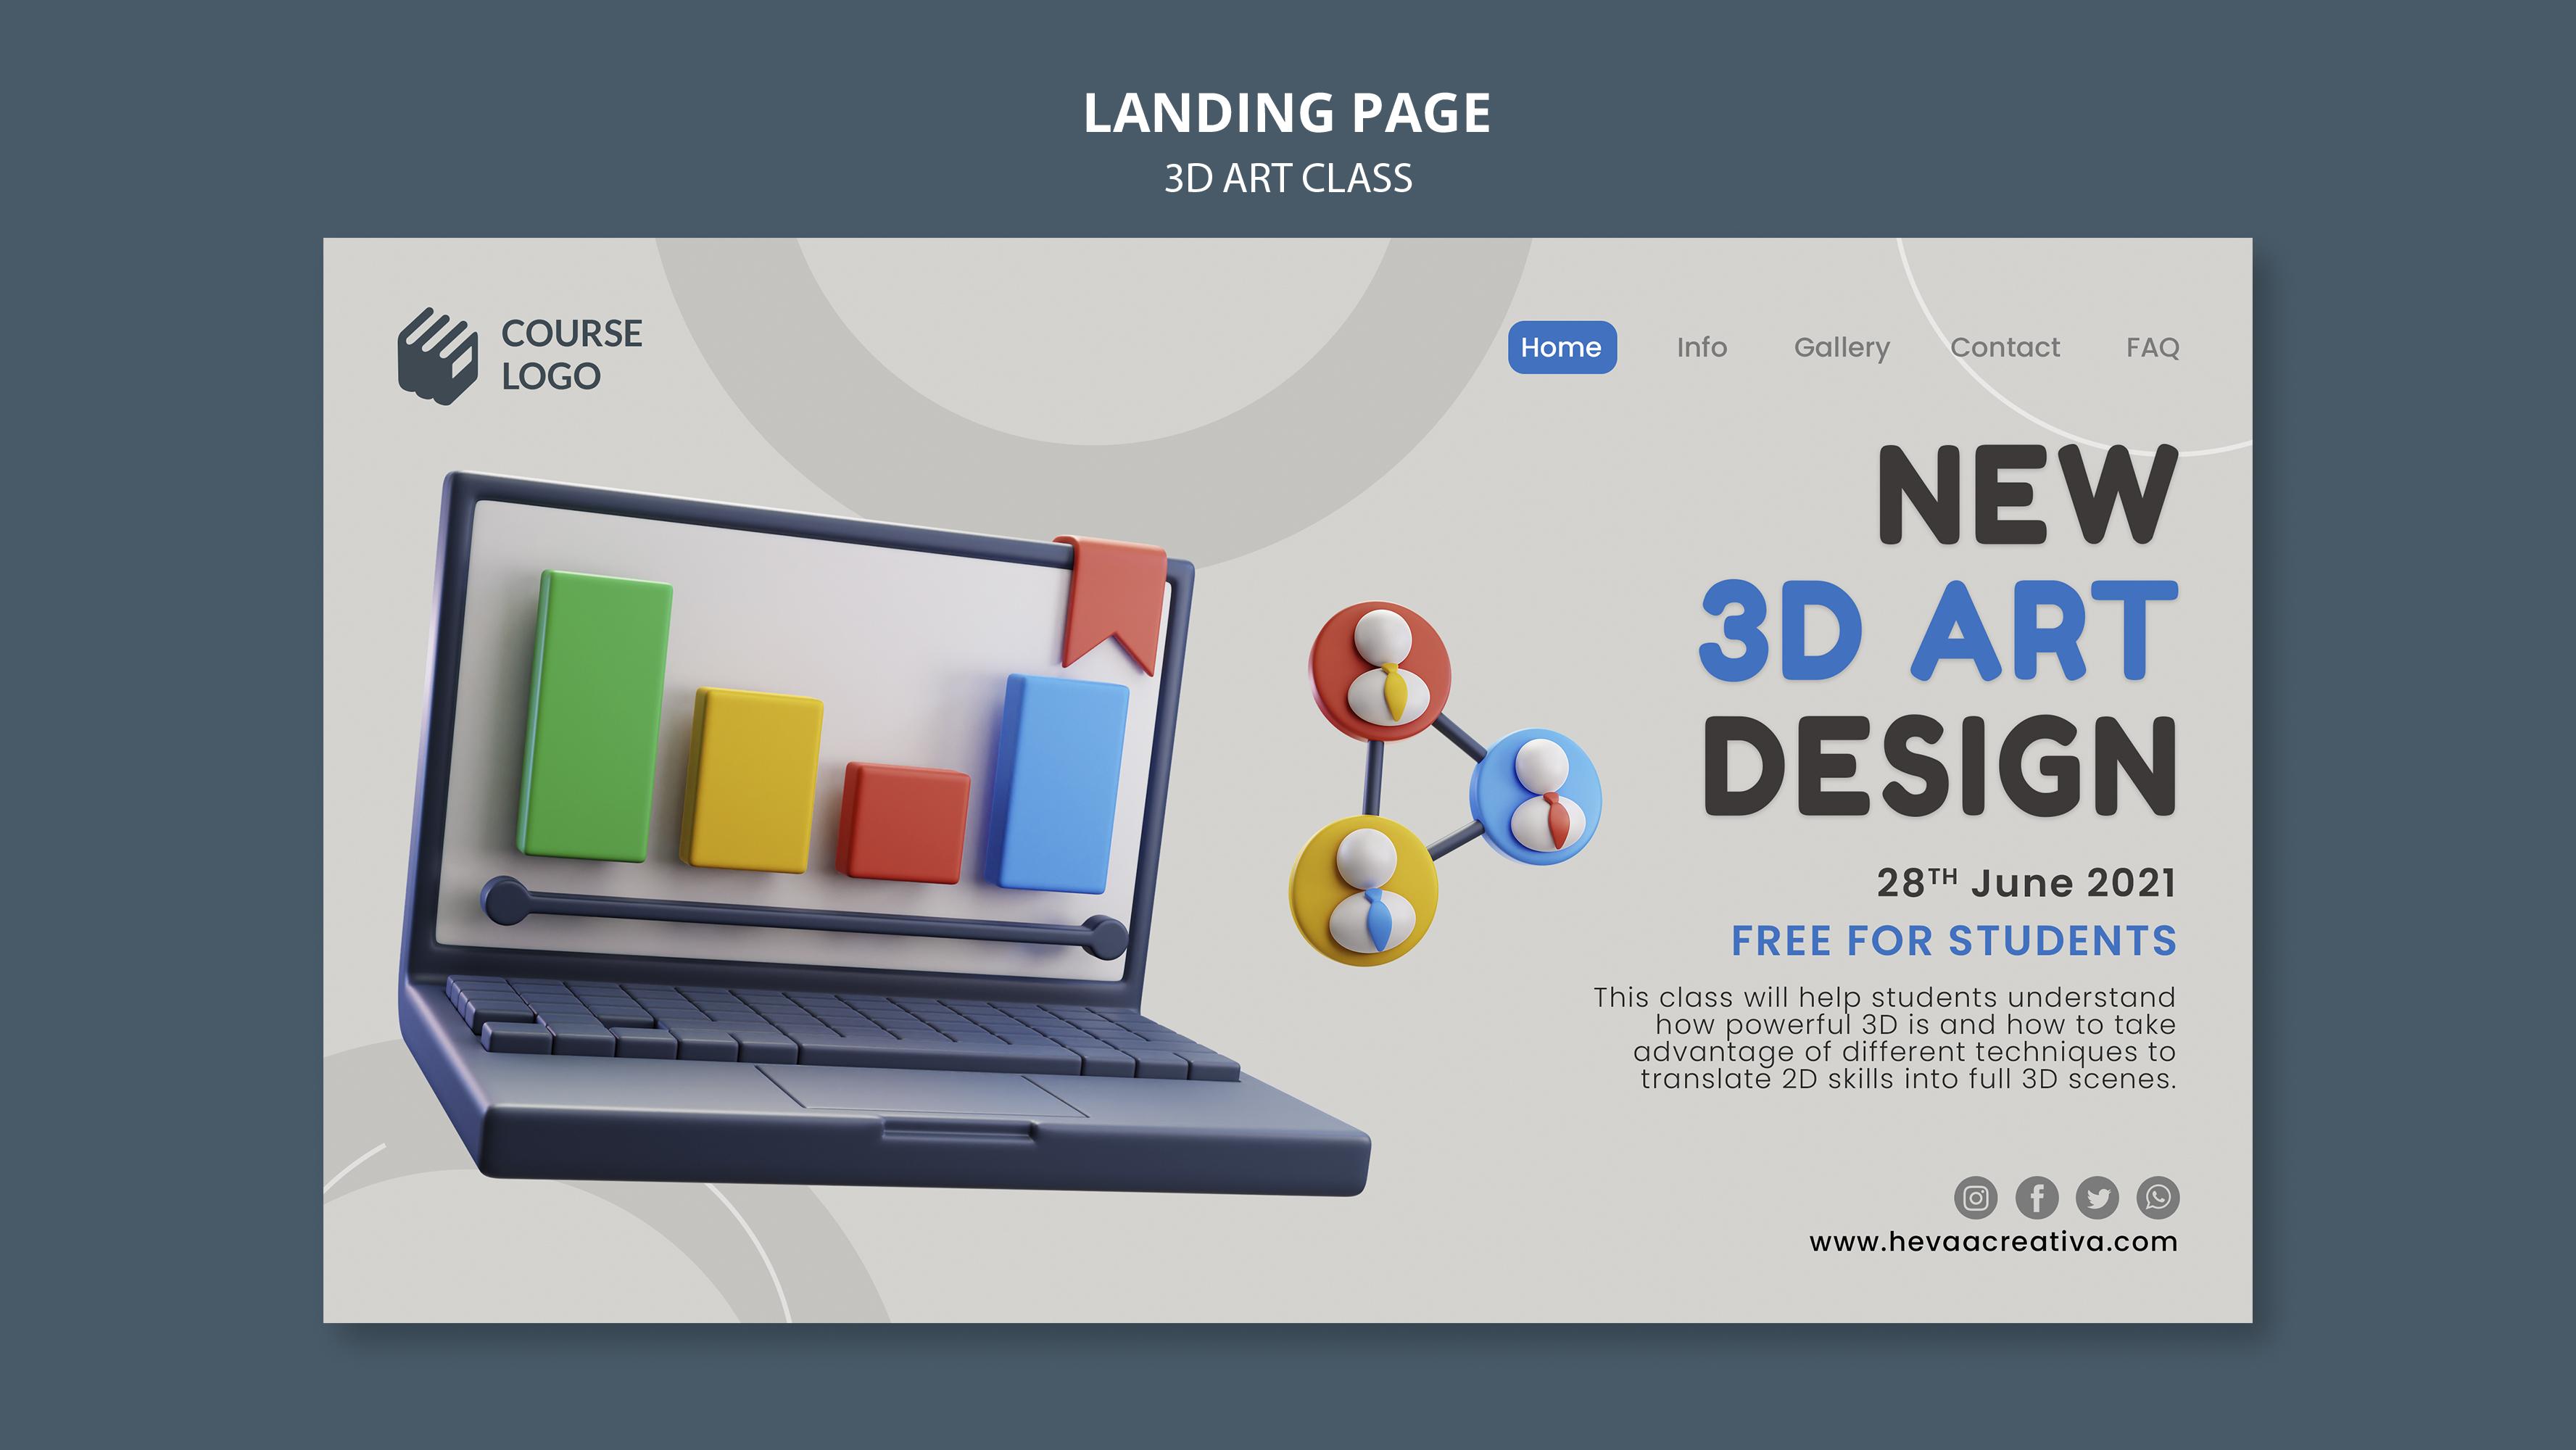 LANDING PAGE
3D ART CLASS
COURSE
LOGO
Home Info Gallery Contact FAQ
NEW
3D ART
DESIGN
28TH June 2021
FREE FOR STUDENTS
This class will help students understand
how powerful 3D is and how to take
advantage of different techniques to
translate 2D skills into full 3D scenes.
www.hevaacreativa.com